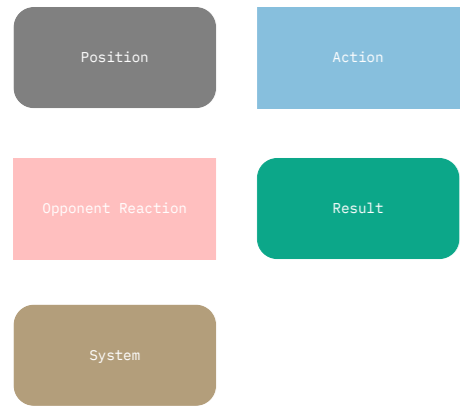 Position
Action
Opponent Reaction
Result
System